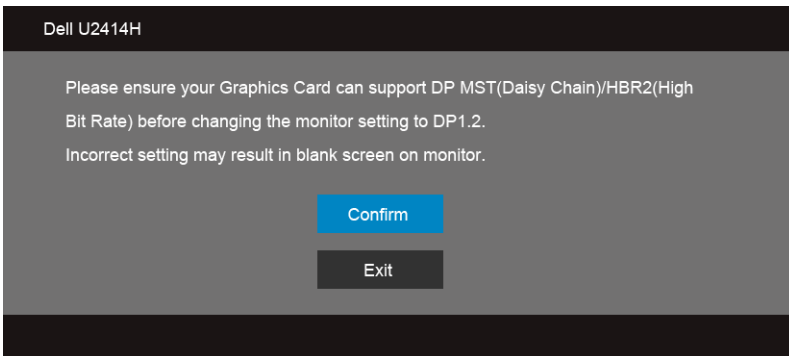 Dell U2414H
Please ensure your Graphics Card can support DP MST(Daisy Chain)/HBR2(High
Bit Rate) before changing the monitor setting to DP1.2.
Incorrect setting may result in blank screen on monitor.
Confirm
Exit